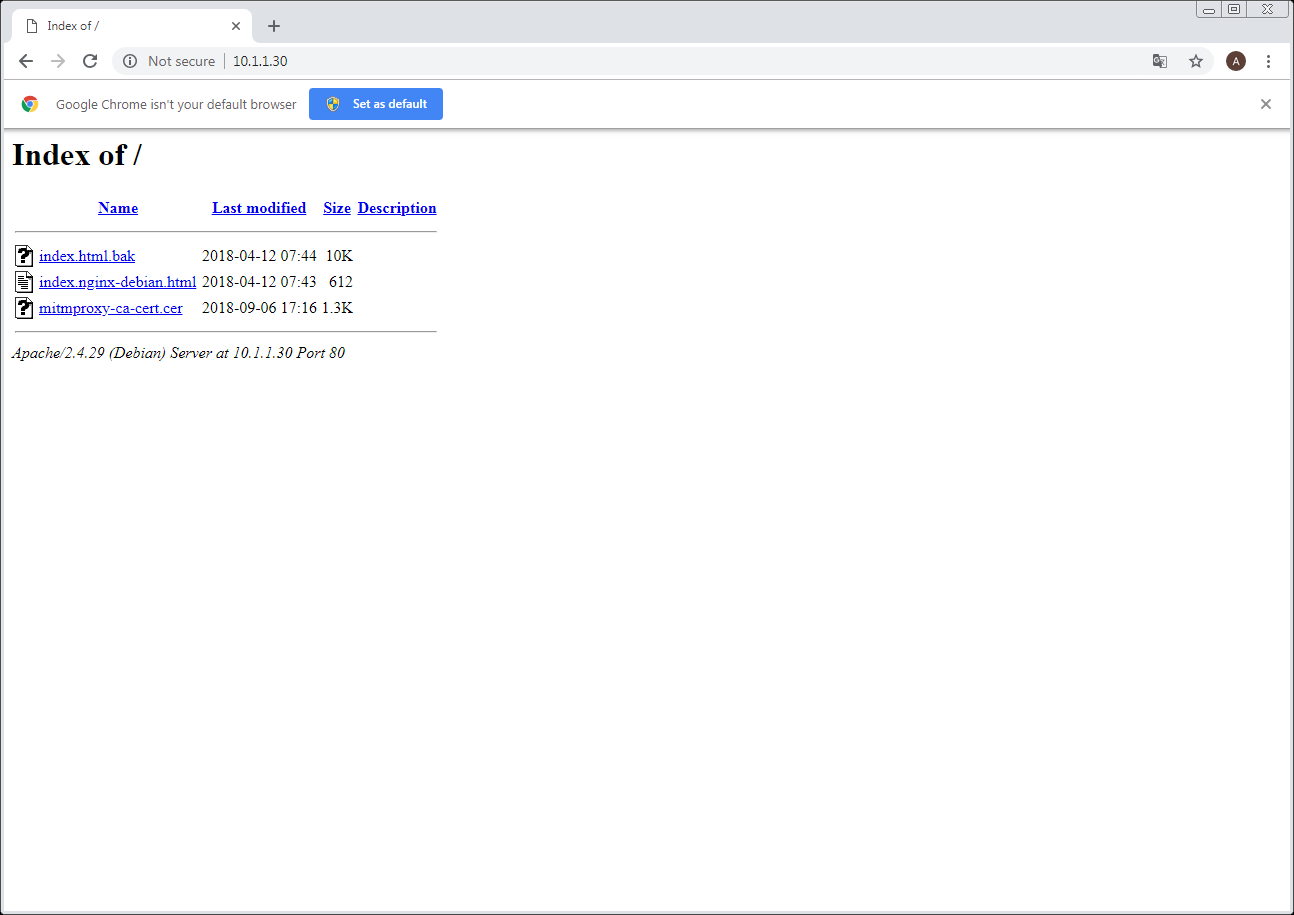 Index of /
Not secure 10.1.1.30 A
Google Chrome isn't your default browser Set as default
Index of /
Name Last modified Size Description
index.html.bak 2018-04-12 07:44 10K
index.nginx-debian.html 2018-04-12 07:43 612
mitmproxy-ca-cert.cer 2018-09-06 17:16 1.3K
Apache/2.4.29 (Debian) Server at 10.1.1.30 Port 80